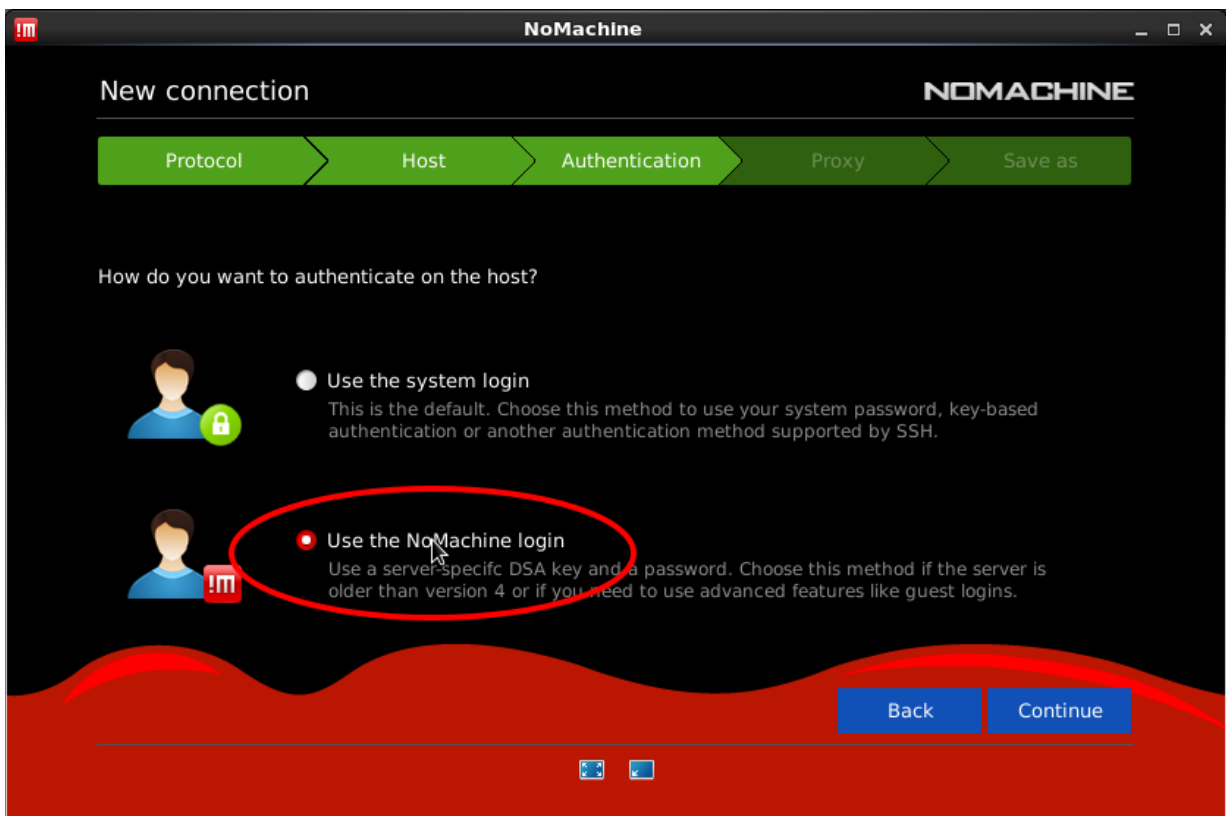 !m
NoMachine
New connection
NOMACHINE
Protocol
Host
Authentication
Proxy
Save as
How do you want to authenticate on the host?
Use the system login
This is the default. Choose this method to use your system password, key-based
authentication or another authentication method supported by SSH.
Use the NoMachine login
!m
Use a server-specifc DSA key and a password. Choose this method if the server is
older than version 4 or if you need to use advanced features like guest logins.
Back
Continue